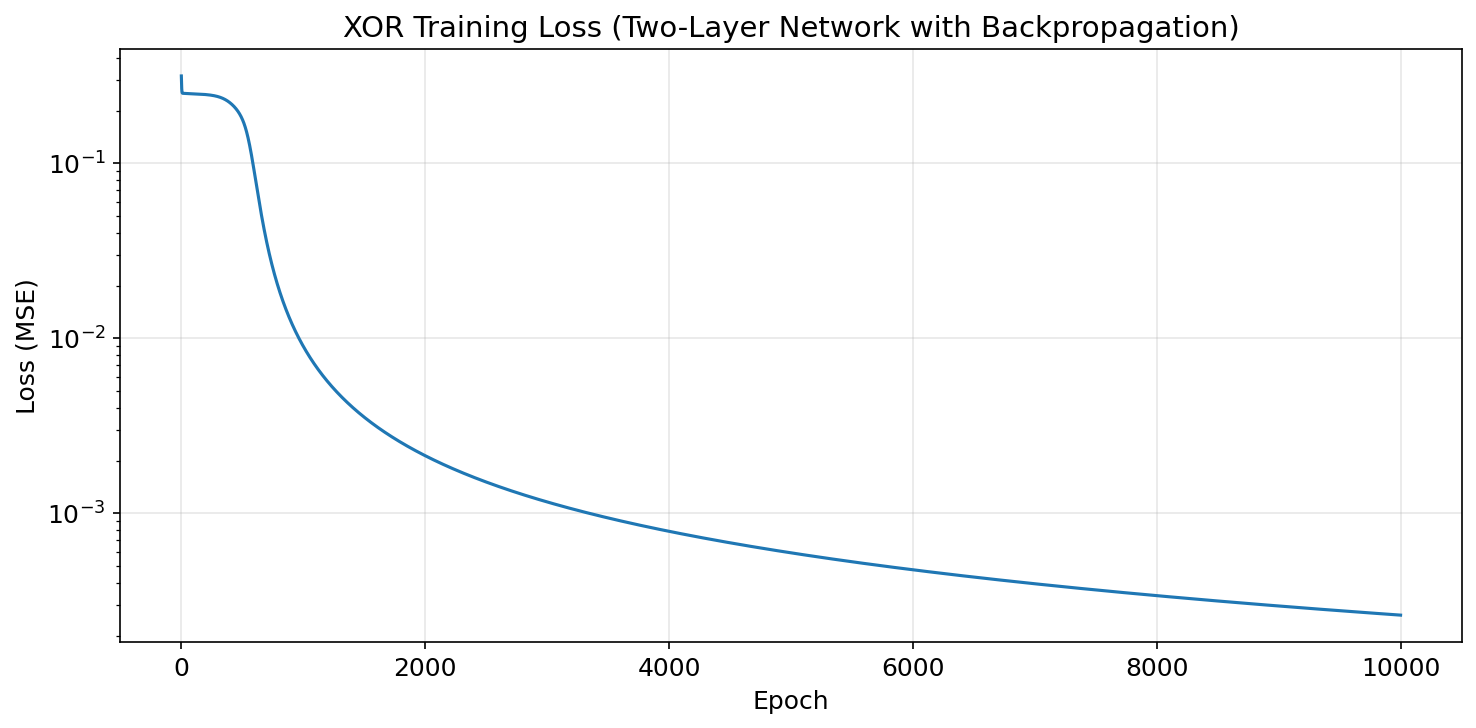 XOR Training Loss (Two-Layer Network with Backpropagation)
Loss (MSE)
10⁻¹
10⁻²
10⁻³
0 2000 4000 6000 8000 10000
Epoch